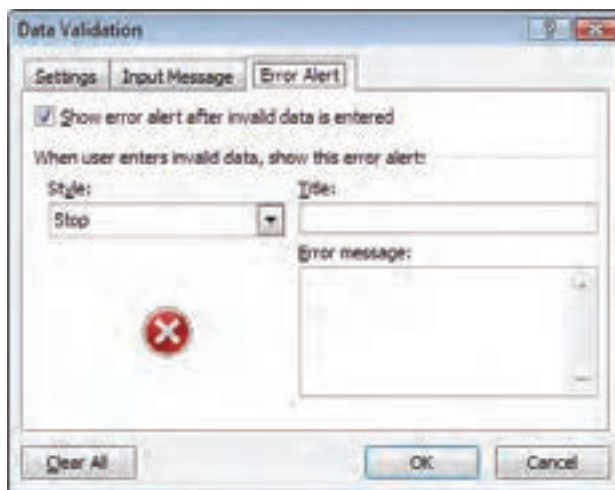 Data Validation
Settings Input Message Error Alert
Show error alert after invalid data is entered
When user enters invalid data, show this error alert:
Style: Title:
Stop
Error message:
Clear All OK Cancel